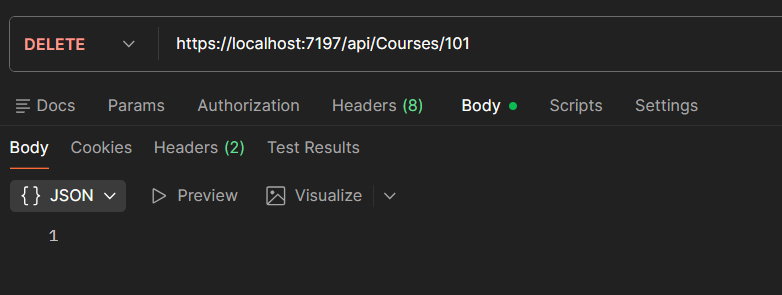 DELETE https://localhost:7197/api/Courses/101
Docs Params Authorization Headers (8) Body Scripts Settings
Body Cookies Headers (2) Test Results
{} JSON Preview Visualize
1